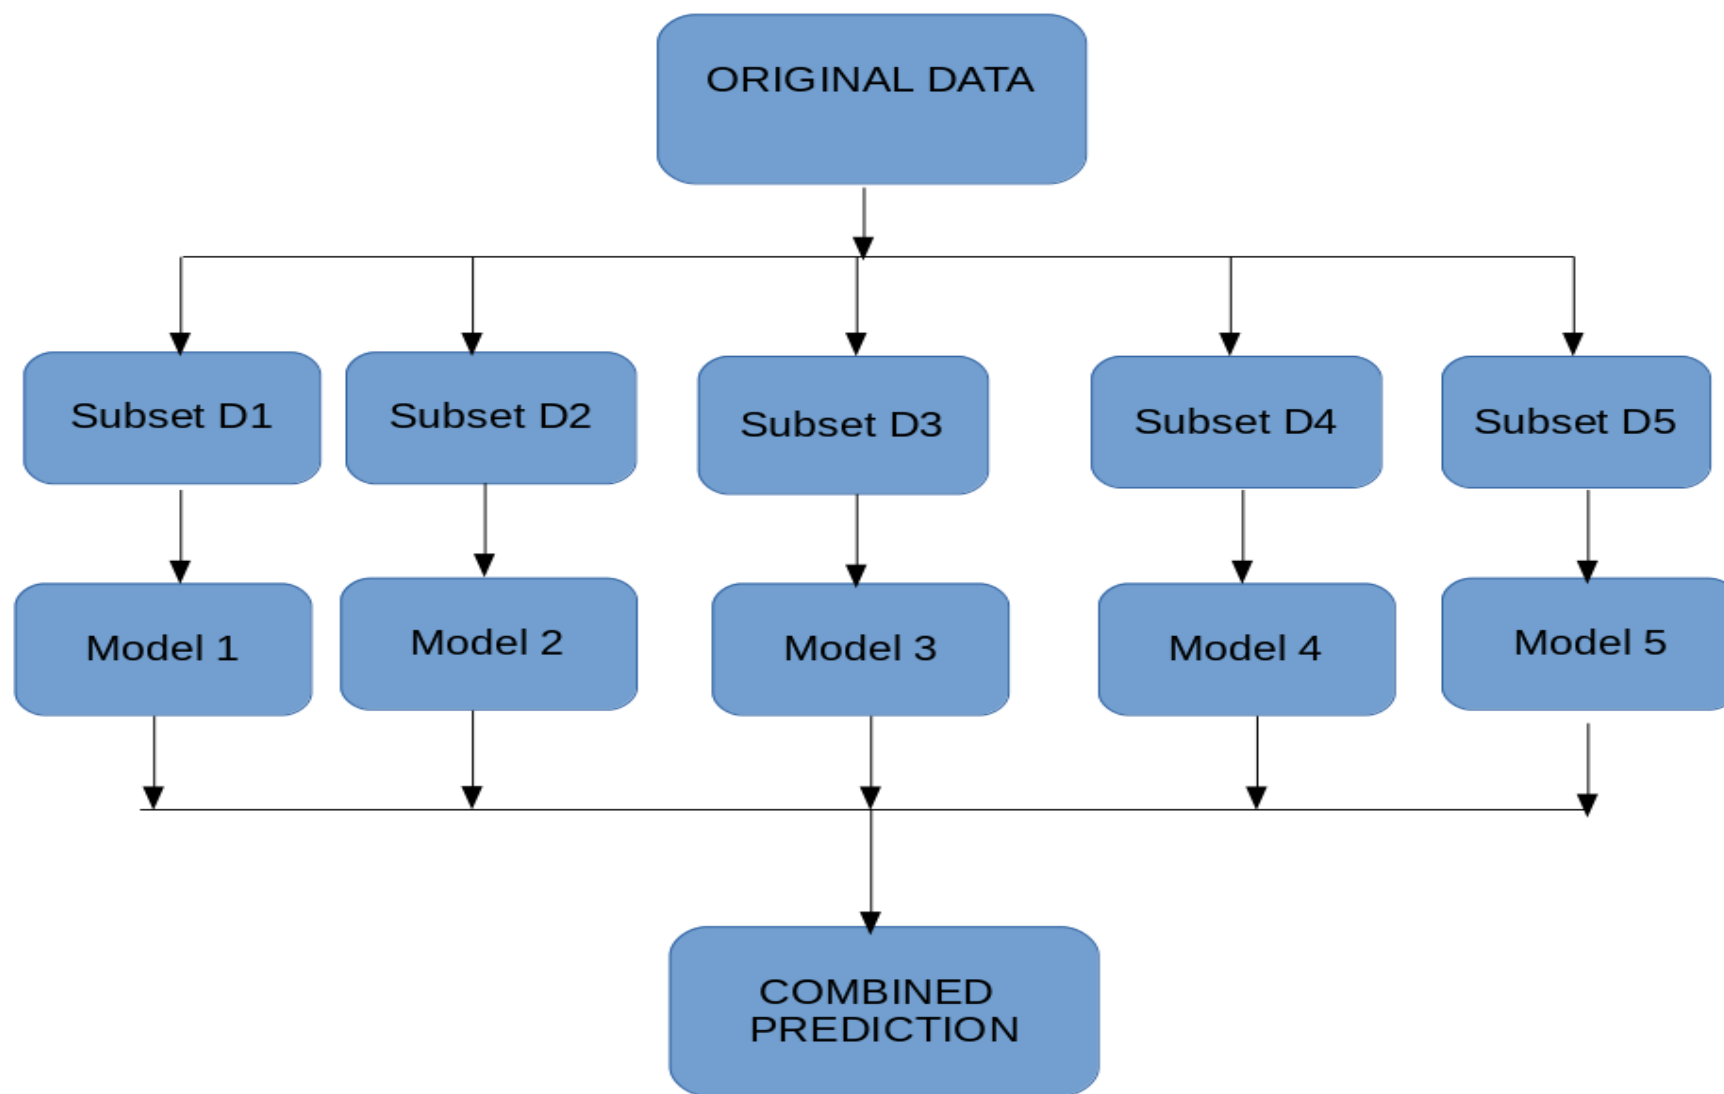 ORIGINAL DATA
Subset D1
Subset D2
Subset D3
Subset D4
Subset D5
Model 1
Model 2
Model 3
Model 4
Model 5
COMBINED
PREDICTION